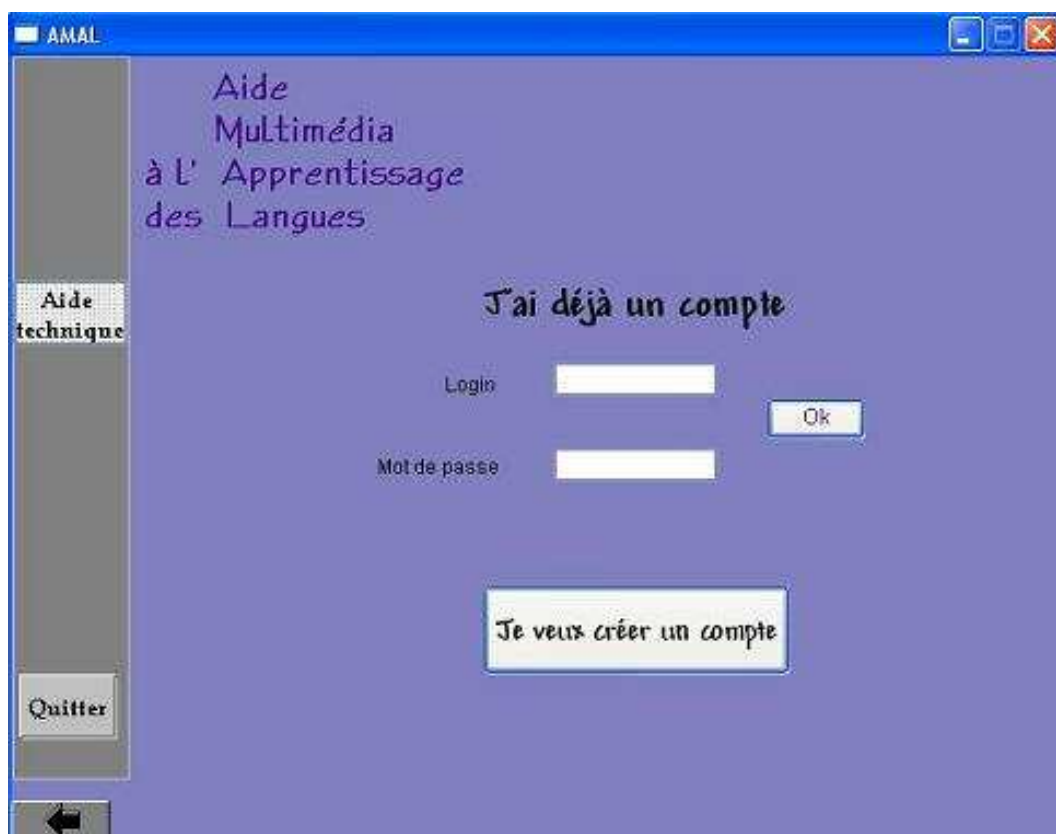 AMAL
Aide
Multimédia
à l' Apprentissage
des Langues
Aide
technique
J'ai déjà un compte
Login
Ok
Mot de passe
Je veux créer un compte
Quitter